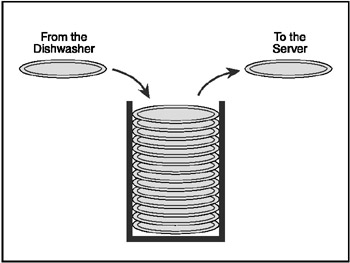 From the
Dishwasher
To the
Server